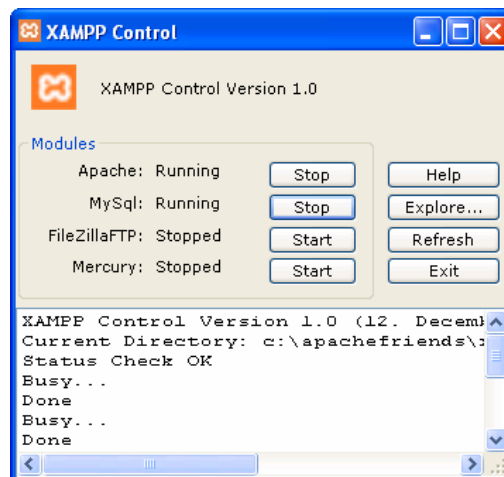 XAMPP Control
XAMPP Control Version 1.0
Modules
Apache: Running Stop Help
MySql: Running Stop Explore...
FileZillaFTP: Stopped Start Refresh
Mercury: Stopped Start Exit
XAMPP Control Version 1.0 (12.
Current Directory: c:\apachefriends\
Status Check OK
Busy...
Done
Busy...
Done